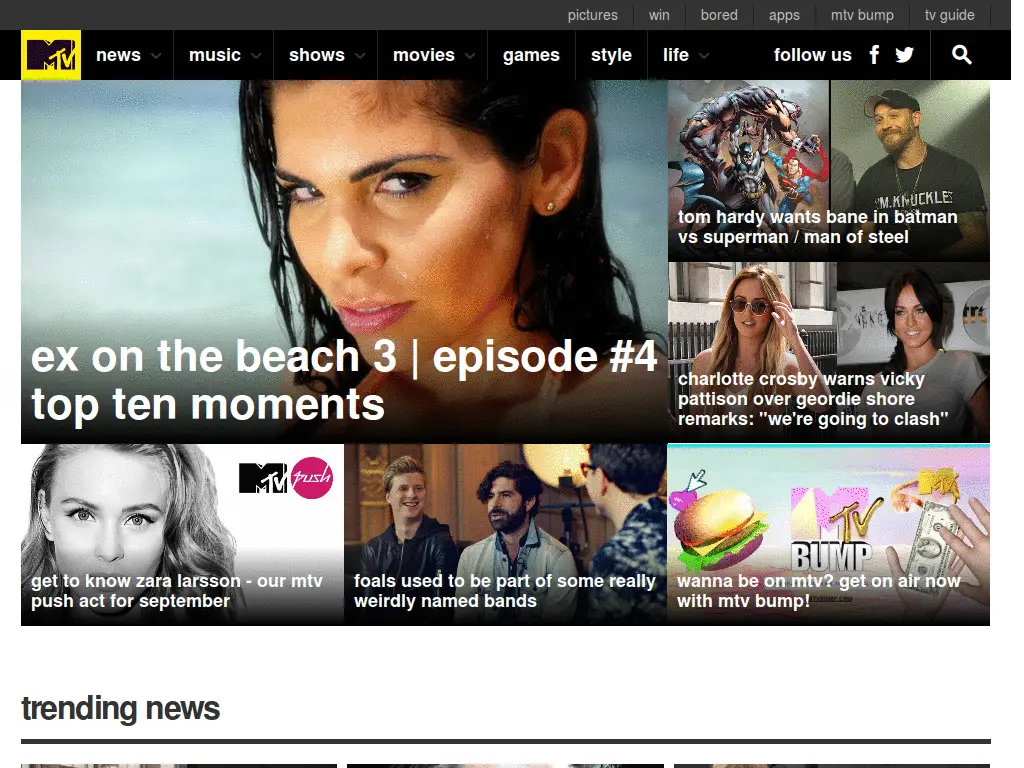 pictures win bored apps mtv bump tv guide
MTV news music shows movies games style life follow us
tom hardy wants bane in batman
vs superman / man of steel
ex on the beach 3 | episode #4
top ten moments
charlotte crosby warns vicky
pattison over geordie shore
remarks: "we're going to clash"
MTV push
get to know zara larsson - our mtv
push act for september
foals used to be part of some really
weirdly named bands
MTV
BUMP
wanna be on mtv? get on air now
with mtv bump!
trending news